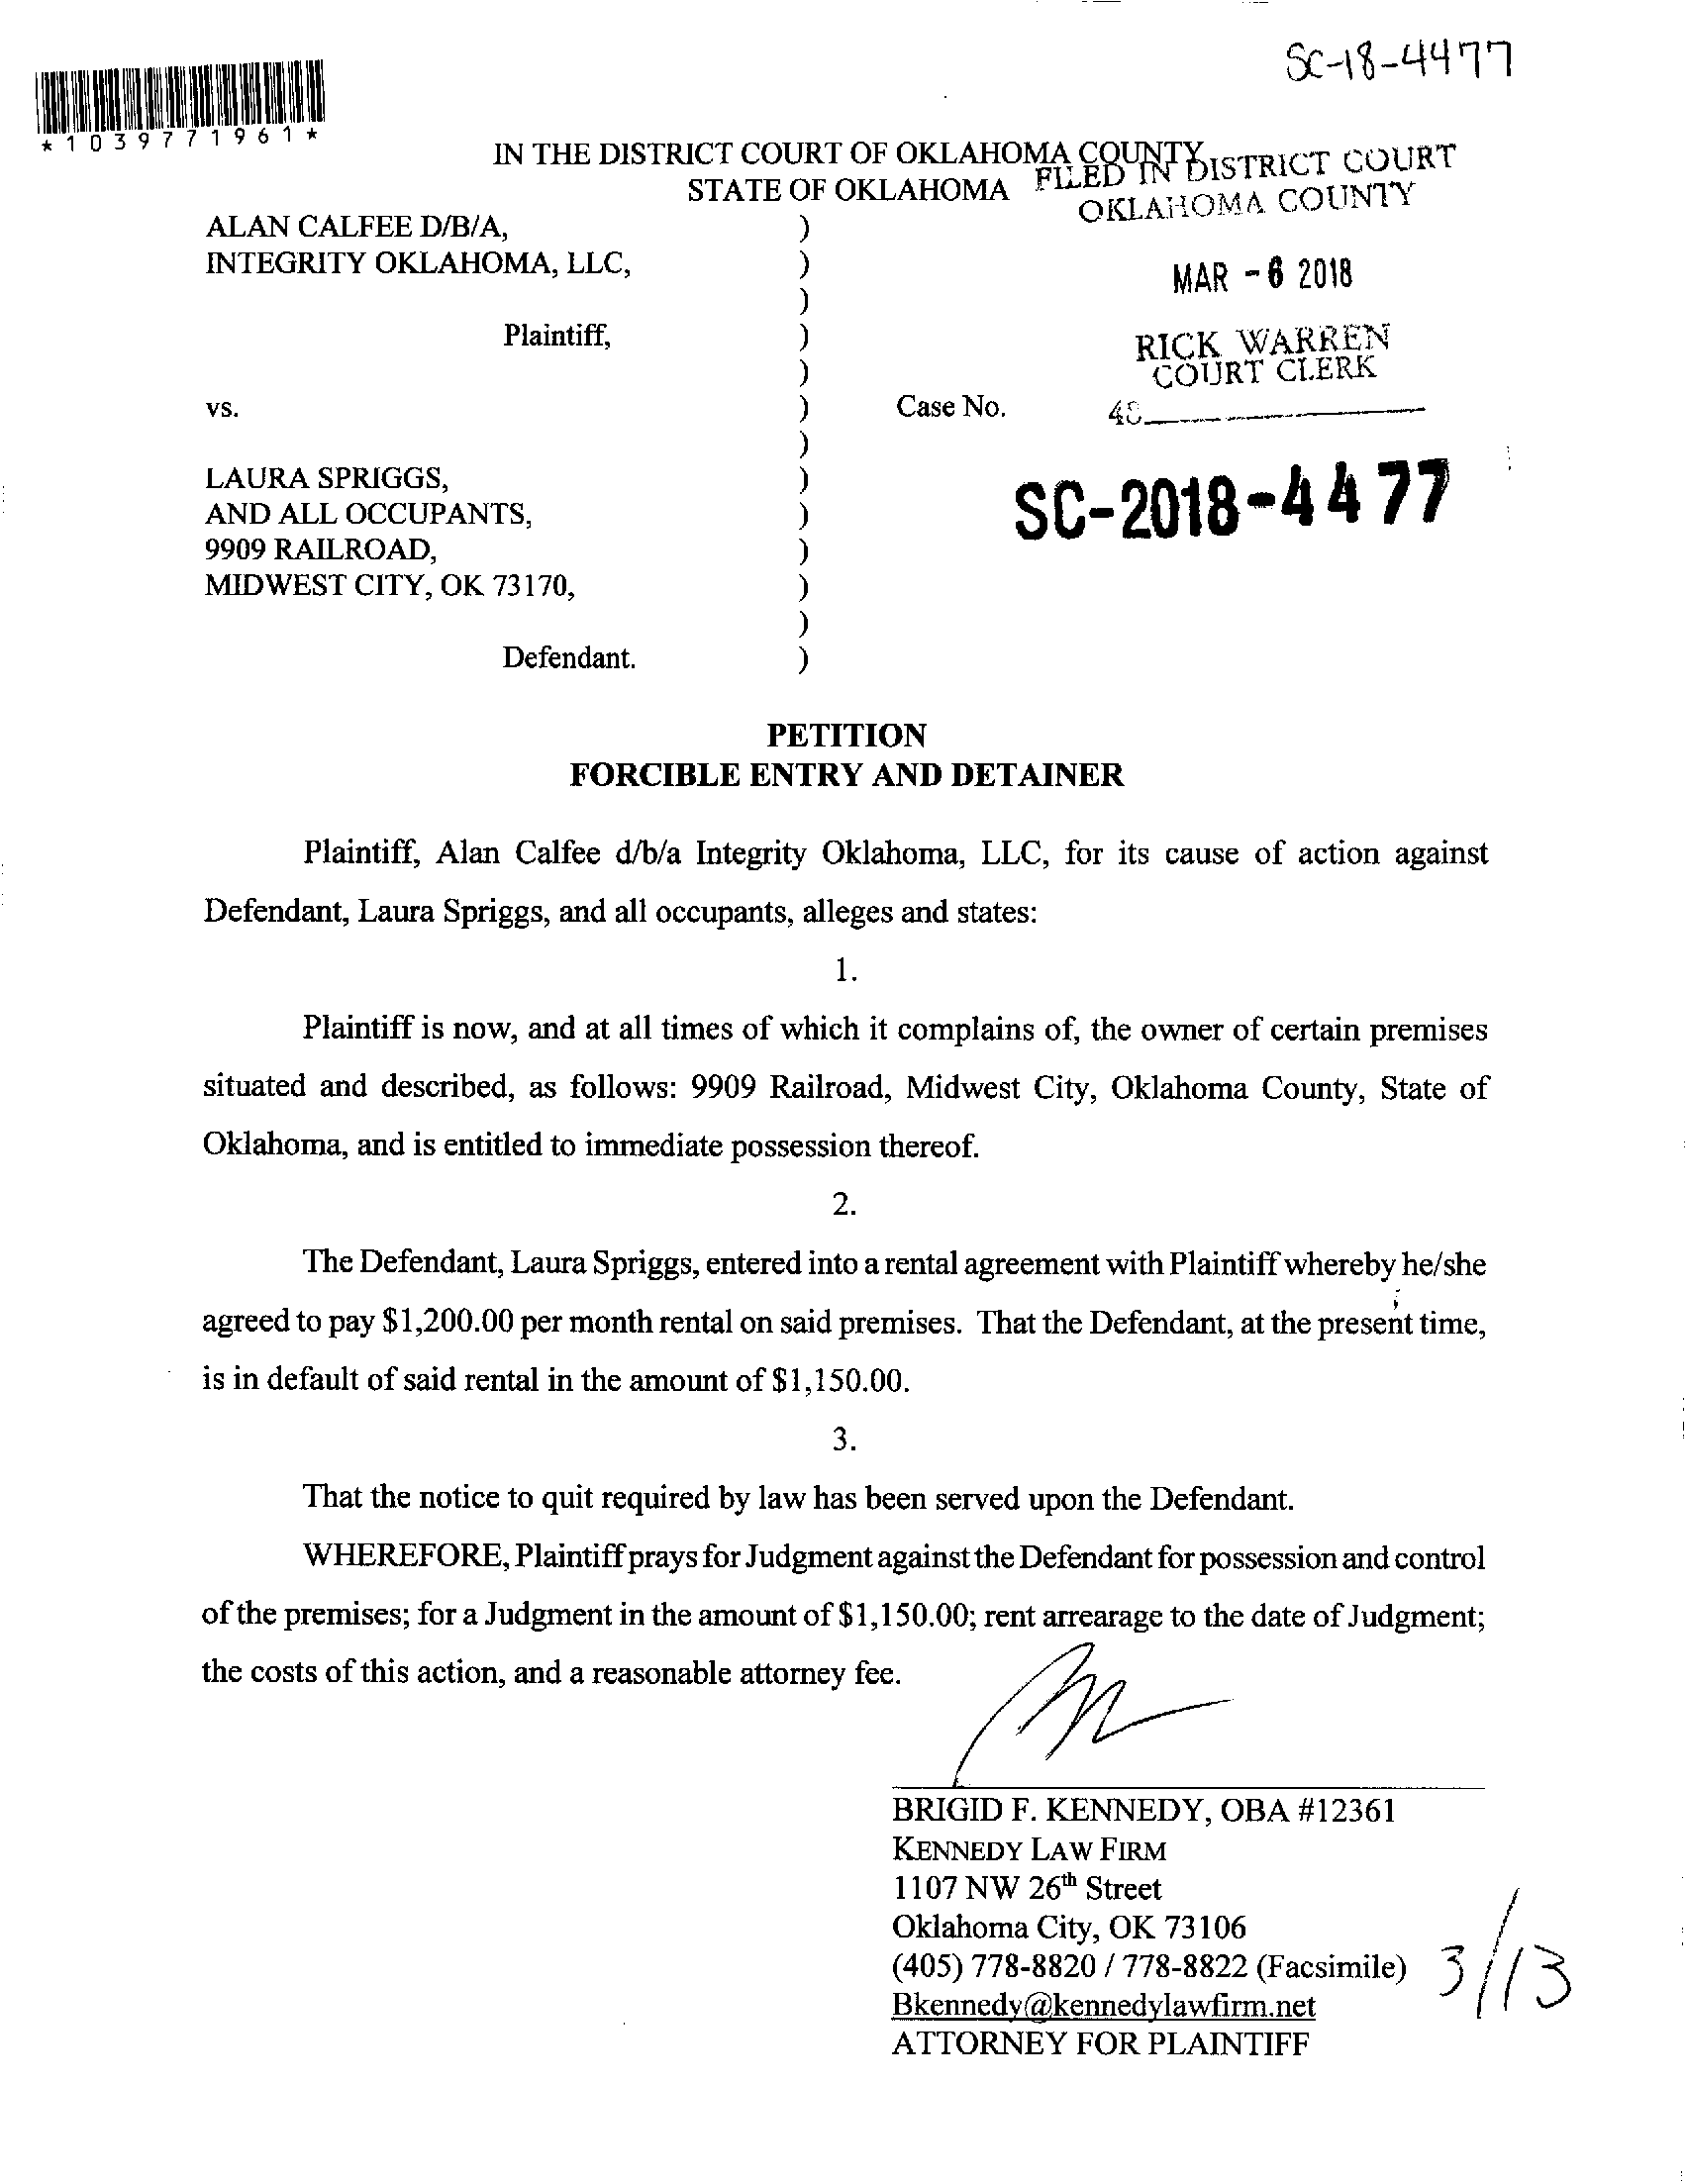 SC-18-4477
*1039771961*
IN THE DISTRICT COURT OF OKLAHOMA COUNTY
STATE OF OKLAHOMA
FILED IN DISTRICT COURT
OKLAHOMA COUNTY
ALAN CALFEE D/B/A, )
INTEGRITY OKLAHOMA, LLC, )
MAR -6 2018
)
Plaintiff, )
RICK WARREN
COURT CLERK
)
vs. ) Case No.
)
LAURA SPRIGGS, )
SC-2018-4477
AND ALL OCCUPANTS, )
9909 RAILROAD, )
MIDWEST CITY, OK 73170, )
)
Defendant. )
PETITION
FORCIBLE ENTRY AND DETAINER
Plaintiff, Alan Calfee d/b/a Integrity Oklahoma, LLC, for its cause of action against
Defendant, Laura Spriggs, and all occupants, alleges and states:
1.
Plaintiff is now, and at all times of which it complains of, the owner of certain premises
situated and described, as follows: 9909 Railroad, Midwest City, Oklahoma County, State of
Oklahoma, and is entitled to immediate possession thereof.
2.
The Defendant, Laura Spriggs, entered into a rental agreement with Plaintiff whereby he/she
agreed to pay $1,200.00 per month rental on said premises. That the Defendant, at the present time,
is in default of said rental in the amount of $1,150.00.
3.
That the notice to quit required by law has been served upon the Defendant.
WHEREFORE, Plaintiff prays for Judgment against the Defendant for possession and control
of the premises; for a Judgment in the amount of $1,150.00; rent arrearage to the date of Judgment;
the costs of this action, and a reasonable attorney fee.
BRIGID F. KENNEDY, OBA #12361
KENNEDY LAW FIRM
1107 NW 26th Street
Oklahoma City, OK 73106
(405) 778-8820 / 778-8822 (Facsimile)
Bkennedy@kennedylawfirm.net
ATTORNEY FOR PLAINTIFF
3/13